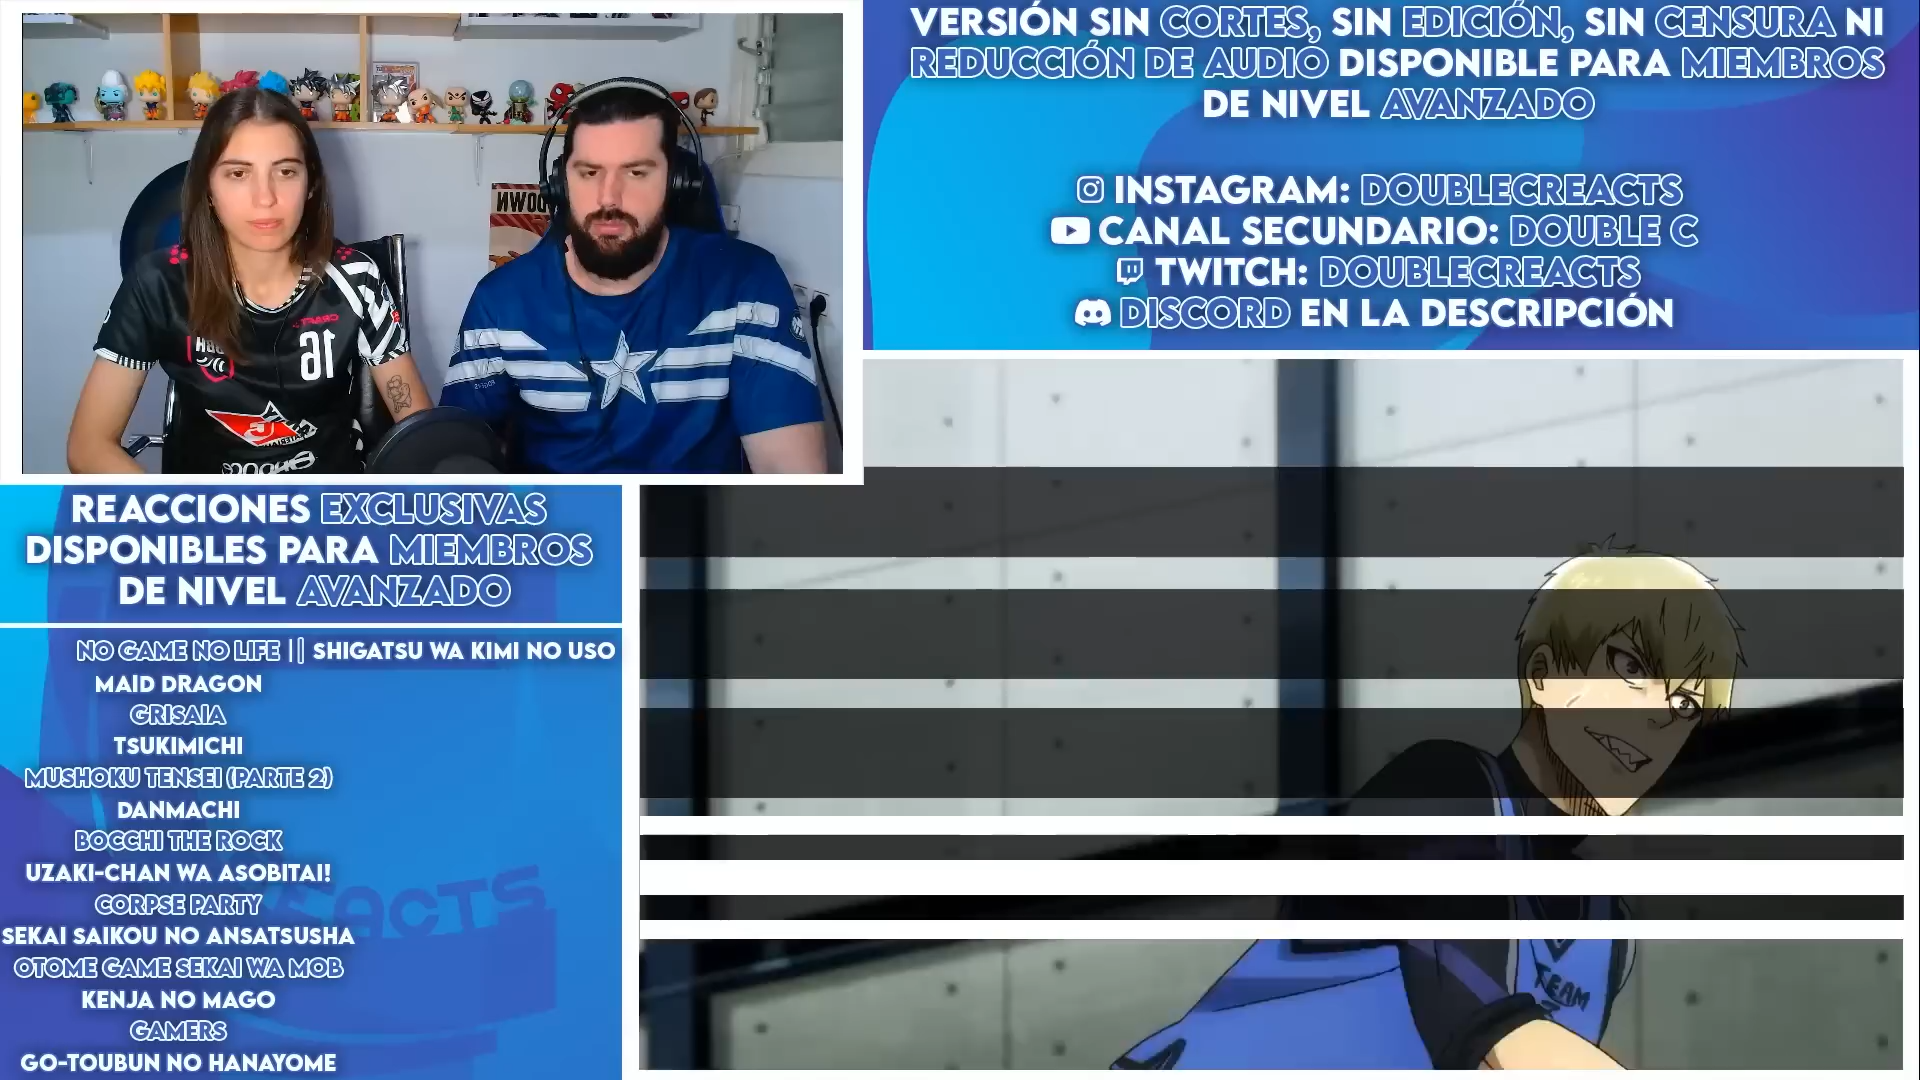 VERSIÓN SIN CORTES, SIN EDICIÓN, SIN CENSURA NI
REDUCCIÓN DE AUDIO DISPONIBLE PARA MIEMBROS
DE NIVEL AVANZADO
INSTAGRAM: DOUBLECREACTS
CANAL SECUNDARIO: DOUBLE C
TWITCH: DOUBLECREACTS
DISCORD EN LA DESCRIPCIÓN
16
REACCIONES EXCLUSIVAS
DISPONIBLES PARA MIEMBROS
DE NIVEL AVANZADO
NO GAME NO LIFE || SHIGATSU WA KIMI NO USO
MAID DRAGON
GRISAIA
TSUKIMICHI
MUSHOKU TENSEI (PARTE 2)
DANMACHI
BOCCHI THE ROCK
UZAKI-CHAN WA ASOBITAI!
CORPSE PARTY
SEKAI SAIKOU NO ANSATSUSHA
OTOME GAME SEKAI WA MOB
KENJA NO MAGO
GAMERS
GO-TOUBUN NO HANAYOME
TEAM